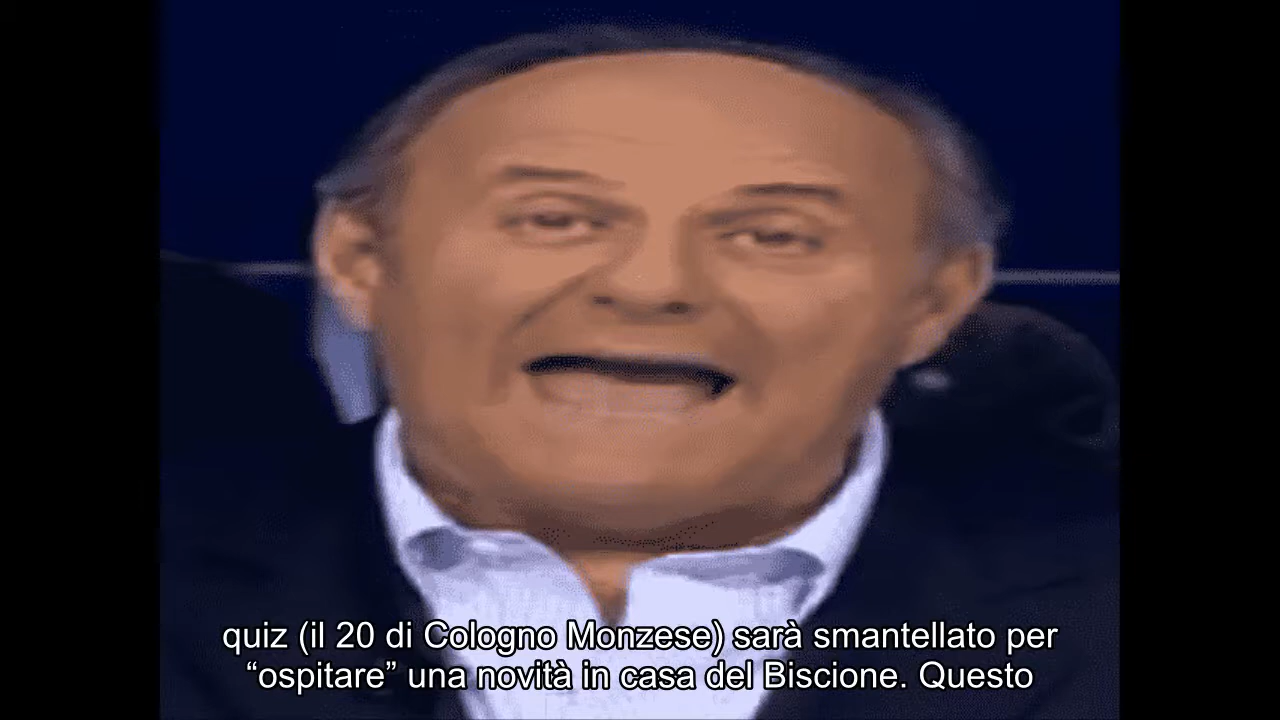 quiz (il 20 di Cologno Monzese) sarà smantellato per
“ospitare” una novità in casa del Biscione. Questo